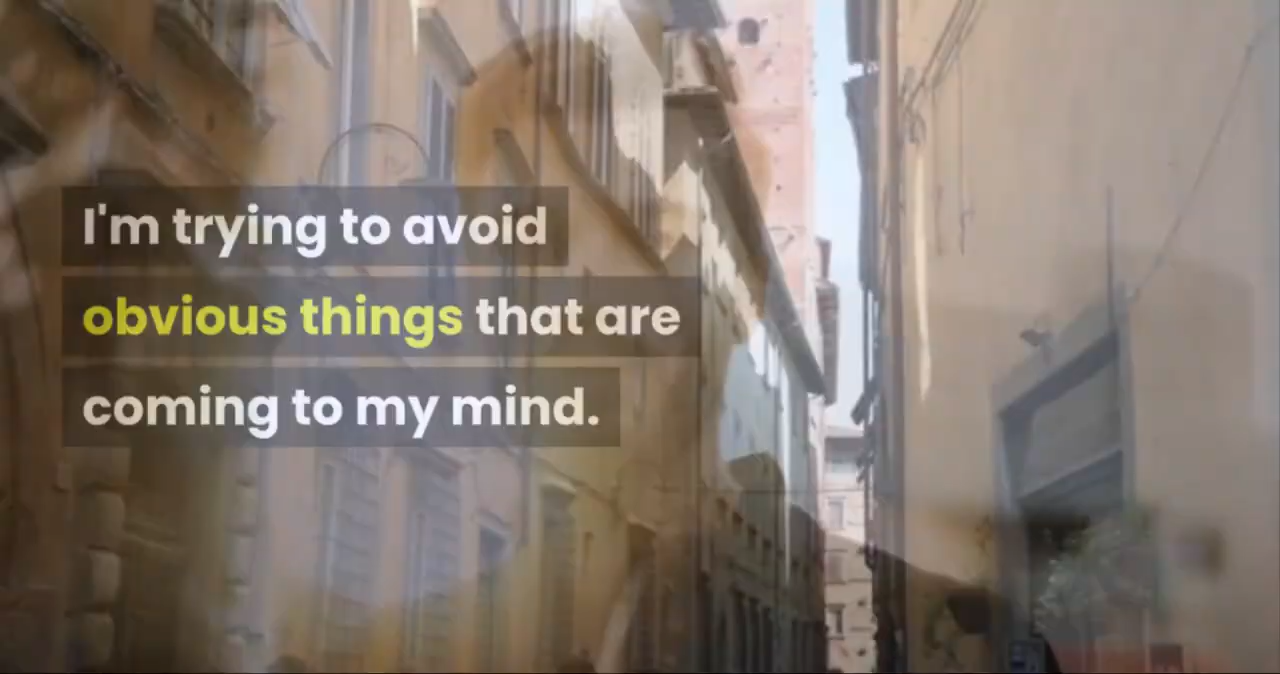 I'm trying to avoid
obvious things that are
coming to my mind.